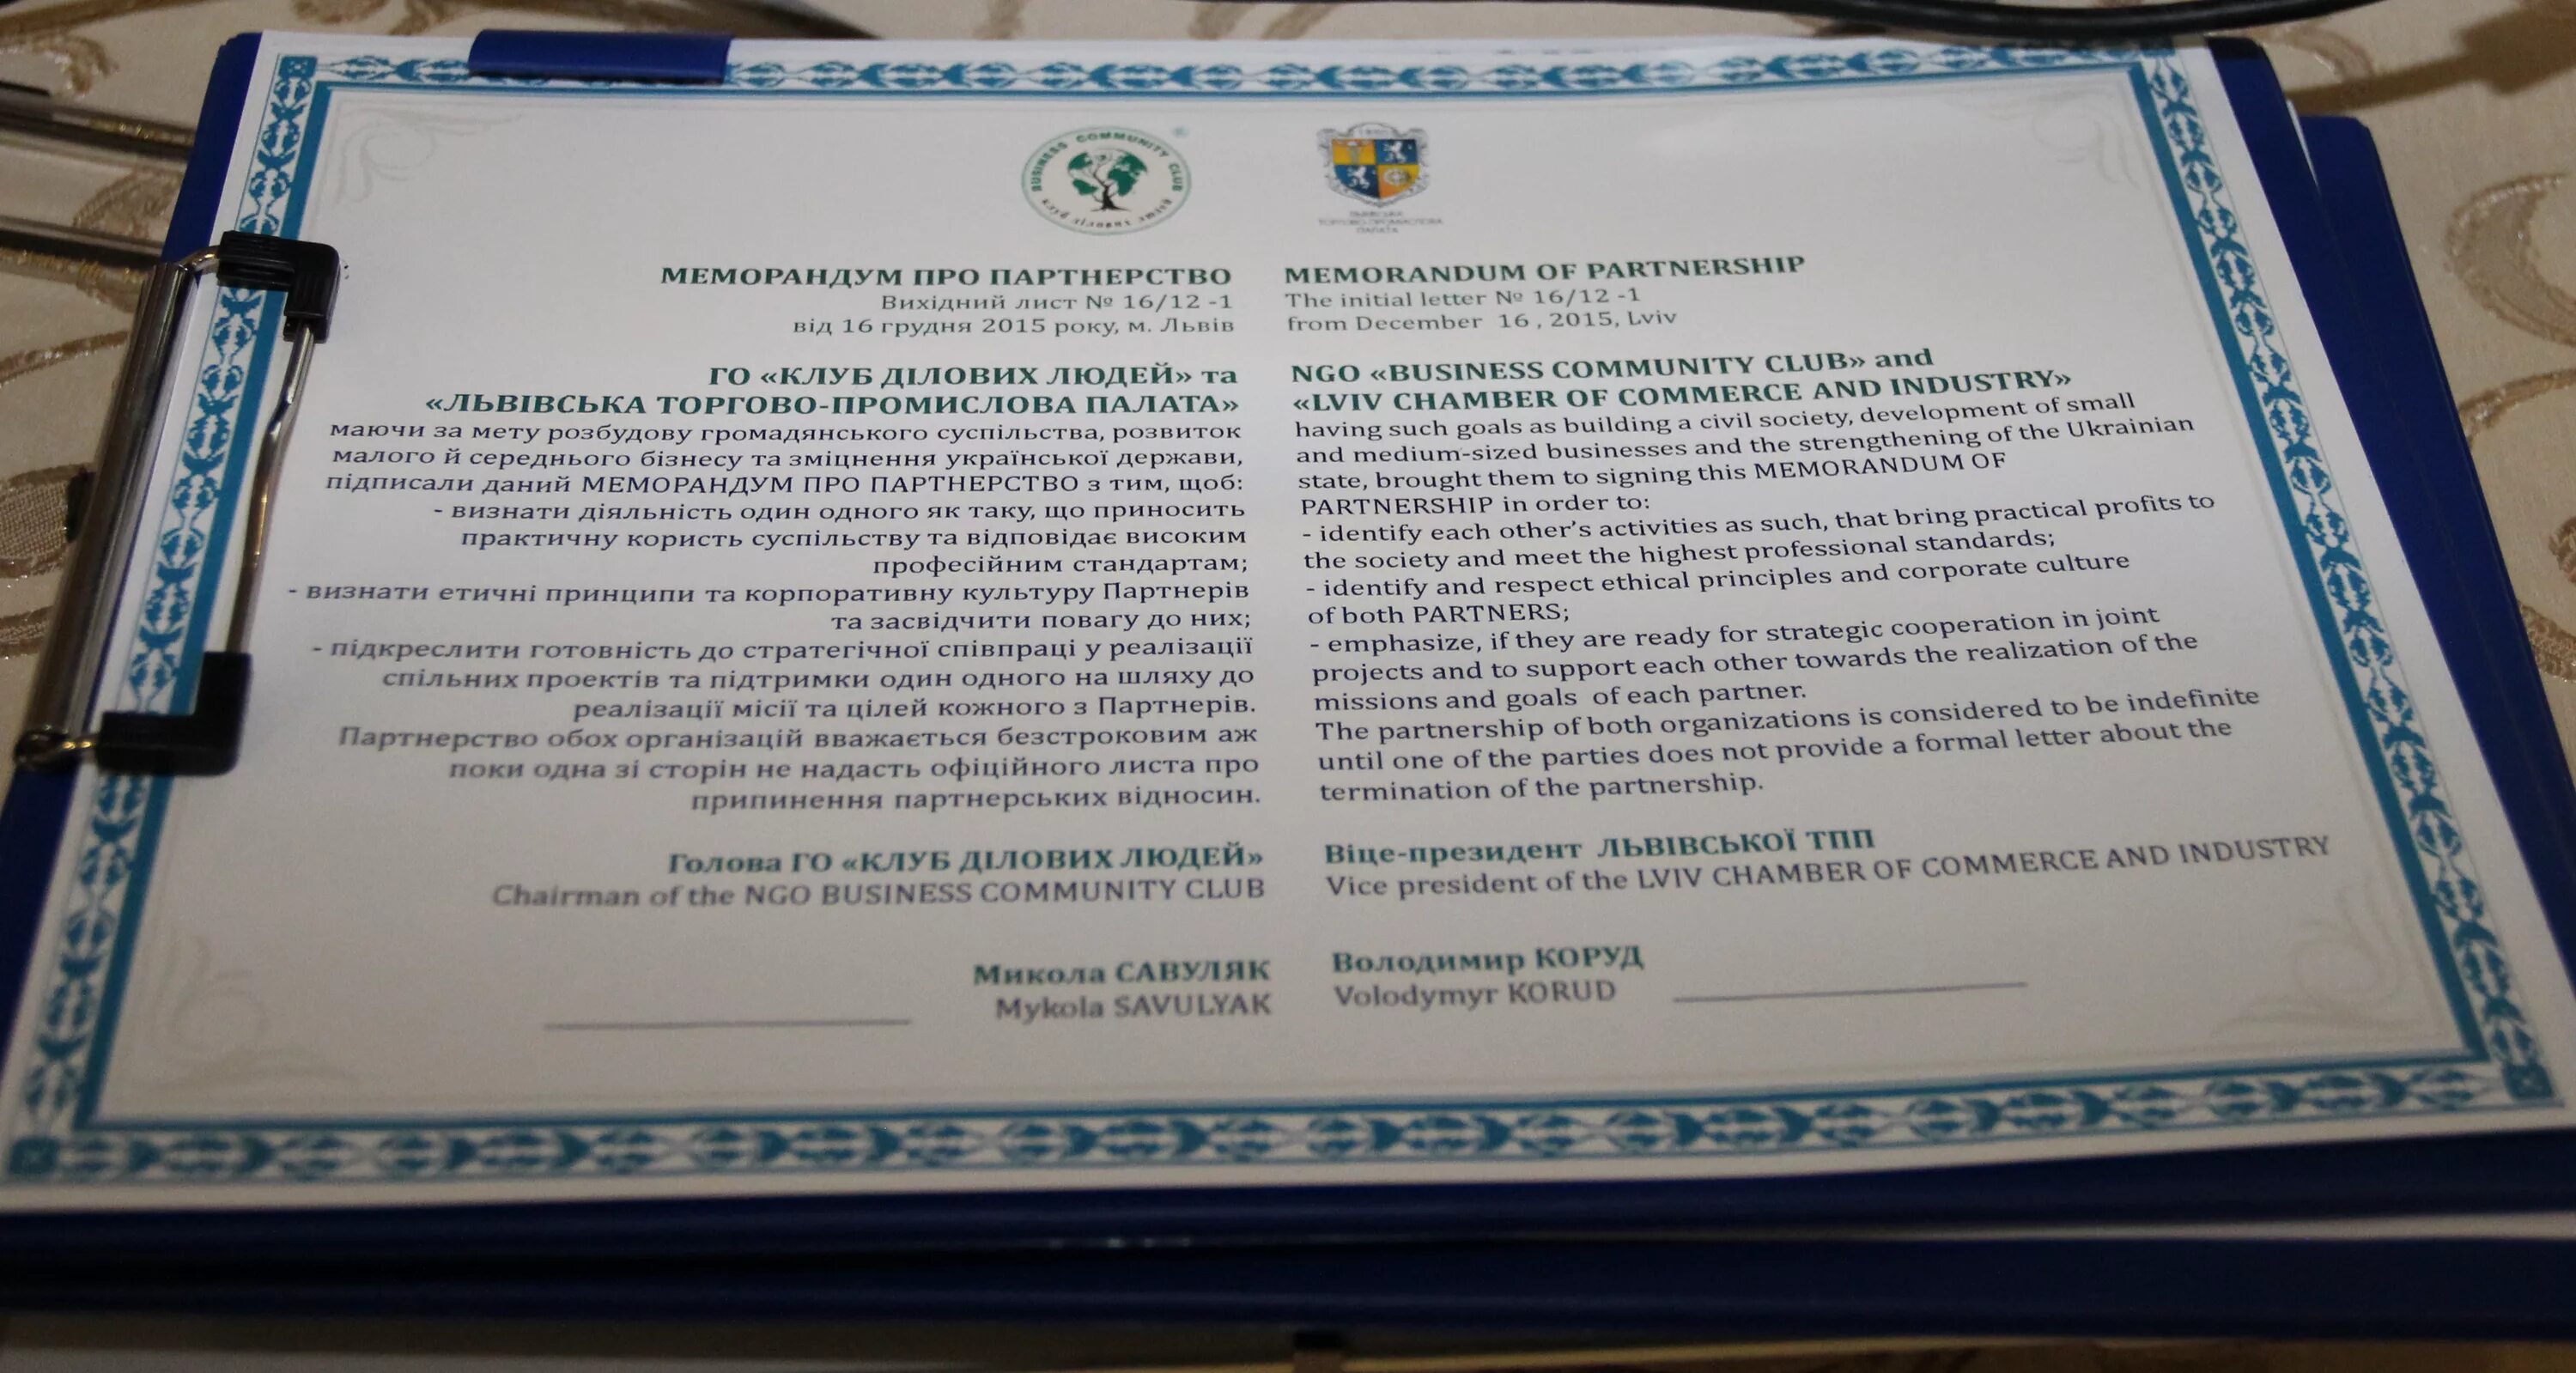 BUSINESS COMMUNITY CLUB
клуб ділових людей
ЛЬВІВСЬКА
ТОРГОВО-ПРОМИСЛОВА
ПАЛАТА
МЕМОРАНДУМ ПРО ПАРТНЕРСТВО
Вихідний лист № 16/12 -1
від 16 грудня 2015 року, м. Львів
ГО «КЛУБ ДІЛОВИХ ЛЮДЕЙ» та
«ЛЬВІВСЬКА ТОРГОВО-ПРОМИСЛОВА ПАЛАТА»
маючи за мету розбудову громадянського суспільства, розвиток
малого й середнього бізнесу та зміцнення української держави,
підписали даний МЕМОРАНДУМ ПРО ПАРТНЕРСТВО з тим, щоб:
- визнати діяльність один одного як таку, що приносить
практичну користь суспільству та відповідає високим
професійним стандартам;
- визнати етичні принципи та корпоративну культуру Партнерів
та засвідчити повагу до них;
- підкреслити готовність до стратегічної співпраці у реалізації
спільних проектів та підтримки один одного на шляху до
реалізації місії та цілей кожного з Партнерів.
Партнерство обох організацій вважається безстроковим аж
поки одна зі сторін не надасть офіційного листа про
припинення партнерських відносин.
Голова ГО «КЛУБ ДІЛОВИХ ЛЮДЕЙ»
Chairman of the NGO BUSINESS COMMUNITY CLUB
Микола САВУЛЯК
Mykola SAVULYAK
MEMORANDUM OF PARTNERSHIP
The initial letter № 16/12 -1
from December 16 , 2015, Lviv
NGO «BUSINESS COMMUNITY CLUB» and
«LVIV CHAMBER OF COMMERCE AND INDUSTRY»
having such goals as building a civil society, development of small
and medium-sized businesses and the strengthening of the Ukrainian
state, brought them to signing this MEMORANDUM OF
PARTNERSHIP in order to:
- identify each other's activities as such, that bring practical profits to
the society and meet the highest professional standards;
- identify and respect ethical principles and corporate culture
of both PARTNERS;
- emphasize, if they are ready for strategic cooperation in joint
projects and to support each other towards the realization of the
missions and goals of each partner.
The partnership of both organizations is considered to be indefinite
until one of the parties does not provide a formal letter about the
termination of the partnership.
Віце-президент ЛЬВІВСЬКОЇ ТПП
Vice president of the LVIV CHAMBER OF COMMERCE AND INDUSTRY
Володимир КОРУД
Volodymyr KORUD